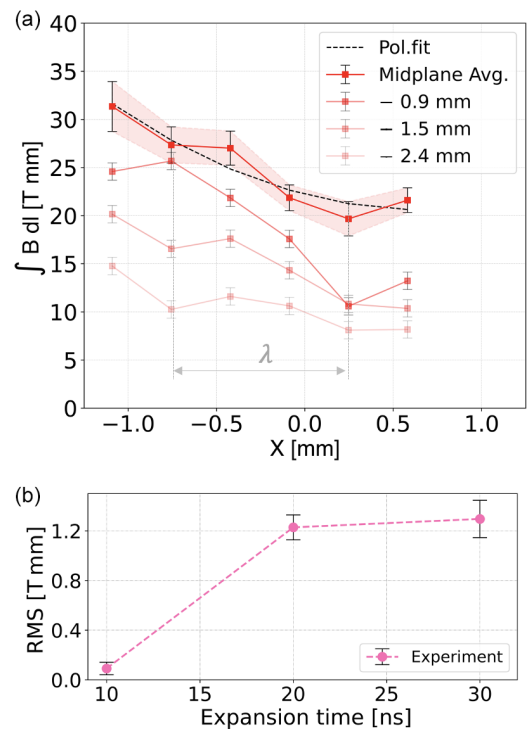 (a)
40
35
30
25
20
15
10
5
0
∫ B dl [T mm]
Pol.fit
Midplane Avg.
− 0.9 mm
− 1.5 mm
− 2.4 mm
λ
−1.0 −0.5 0.0 0.5 1.0
X [mm]
(b)
1.2
0.8
0.4
0.0
RMS [T mm]
Experiment
10 15 20 25 30
Expansion time [ns]